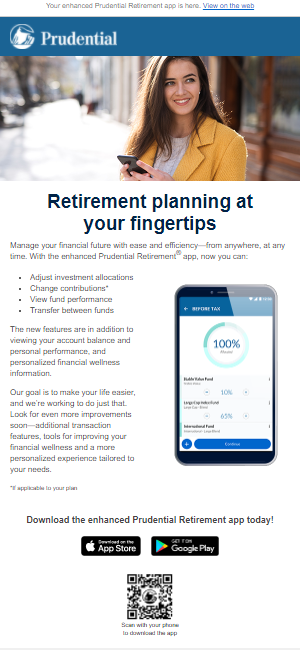 Your enhanced Prudential Retirement app is here. View on the web
Prudential
Retirement planning at
your fingertips
Manage your financial future with ease and efficiency—from anywhere, at any
time. With the enhanced Prudential Retirement® app, now you can:
• Adjust investment allocations
• Change contributions*
• View fund performance
• Transfer between funds
The new features are in addition to
viewing your account balance and
personal performance, and
personalized financial wellness
information.
Our goal is to make your life easier,
and we're working to do just that.
Look for even more improvements
soon—additional transaction
features, tools for improving your
financial wellness and a more
personalized experience tailored to
your needs.
*If applicable to your plan
BEFORE TAX
100%
Stable Value Fund
10%
Large Cap Value Fund
Large Cap - Blend
65%
International Fund
International - Large Blend
Continue
Download the enhanced Prudential Retirement app today!
Download on the
App Store
GET IT ON
Google Play
Scan with your phone
to download the app